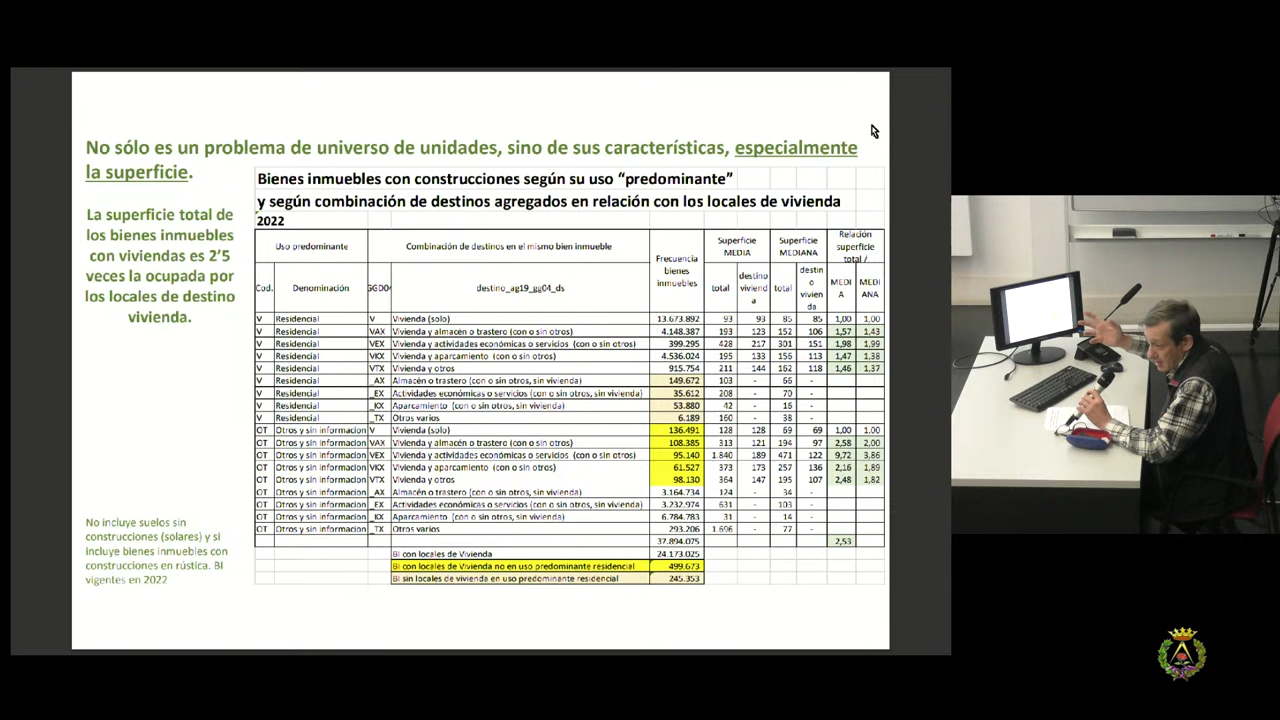 No sólo es un problema de universo de unidades, sino de sus características, especialmente
la superficie.
La superficie total de
los bienes inmuebles
con viviendas es 2'5
veces la ocupada por
los locales de destino
vivienda.
No incluye suelos sin
construcciones (solares) y si
incluye bienes inmuebles con
construcciones en rústica. BI
vigentes en 2022
Bienes inmuebles con construcciones según su uso "predominante"
y según combinación de destinos agregados en relación con los locales de vivienda
2022
Uso predominante Combinación de destinos en el mismo bien inmueble Frecuencia bienes inmuebles Superficie MEDIA Superficie MEDIANA Relación superficie total /
Cod. Denominación GGD04 destino_ag19_gg04_ds total destino vivienda total destino vivienda MEDIA MEDIANA
V Residencial V Vivienda (solo) 13.673.892 93 93 85 85 1,00 1,00
V Residencial VAX Vivienda y almacén o trastero (con o sin otros) 4.148.387 193 123 152 106 1,57 1,43
V Residencial VEX Vivienda y actividades económicas o servicios (con o sin otros) 399.295 428 217 301 151 1,98 1,99
V Residencial VKX Vivienda y aparcamiento (con o sin otros) 4.536.024 195 133 156 113 1,47 1,38
V Residencial VTX Vivienda y otros 915.754 211 144 162 118 1,46 1,37
V Residencial _AX Almacén o trastero (con o sin otros, sin vivienda) 149.672 103 - 66 -
V Residencial _EX Actividades económicas o servicios (con o sin otros, sin vivienda) 35.612 208 - 70 -
V Residencial _KX Aparcamiento (con o sin otros, sin vivienda) 53.880 42 - 16 -
V Residencial _TX Otros varios 6.189 160 - 38 -
OT Otros y sin informacion V Vivienda (solo) 136.491 128 128 69 69 1,00 1,00
OT Otros y sin informacion VAX Vivienda y almacén o trastero (con o sin otros) 108.385 313 121 194 97 2,58 2,00
OT Otros y sin informacion VEX Vivienda y actividades económicas o servicios (con o sin otros) 95.140 1.840 189 471 122 9,72 3,86
OT Otros y sin informacion VKX Vivienda y aparcamiento (con o sin otros) 61.527 373 173 257 136 2,16 1,89
OT Otros y sin informacion VTX Vivienda y otros 98.130 364 147 195 107 2,48 1,82
OT Otros y sin informacion _AX Almacén o trastero (con o sin otros, sin vivienda) 3.164.734 124 - 34 -
OT Otros y sin informacion _EX Actividades económicas o servicios (con o sin otros, sin vivienda) 3.232.974 631 - 103 -
OT Otros y sin informacion _KX Aparcamiento (con o sin otros, sin vivienda) 6.784.783 31 - 14 -
OT Otros y sin informacion _TX Otros varios 293.206 1.696 - 77 -
37.894.075 2,53
BI con locales de Vivienda 24.173.025
BI con locales de Vivienda no en uso predominante residencial 499.673
BI sin locales de vivienda en uso predominante residencial 245.353